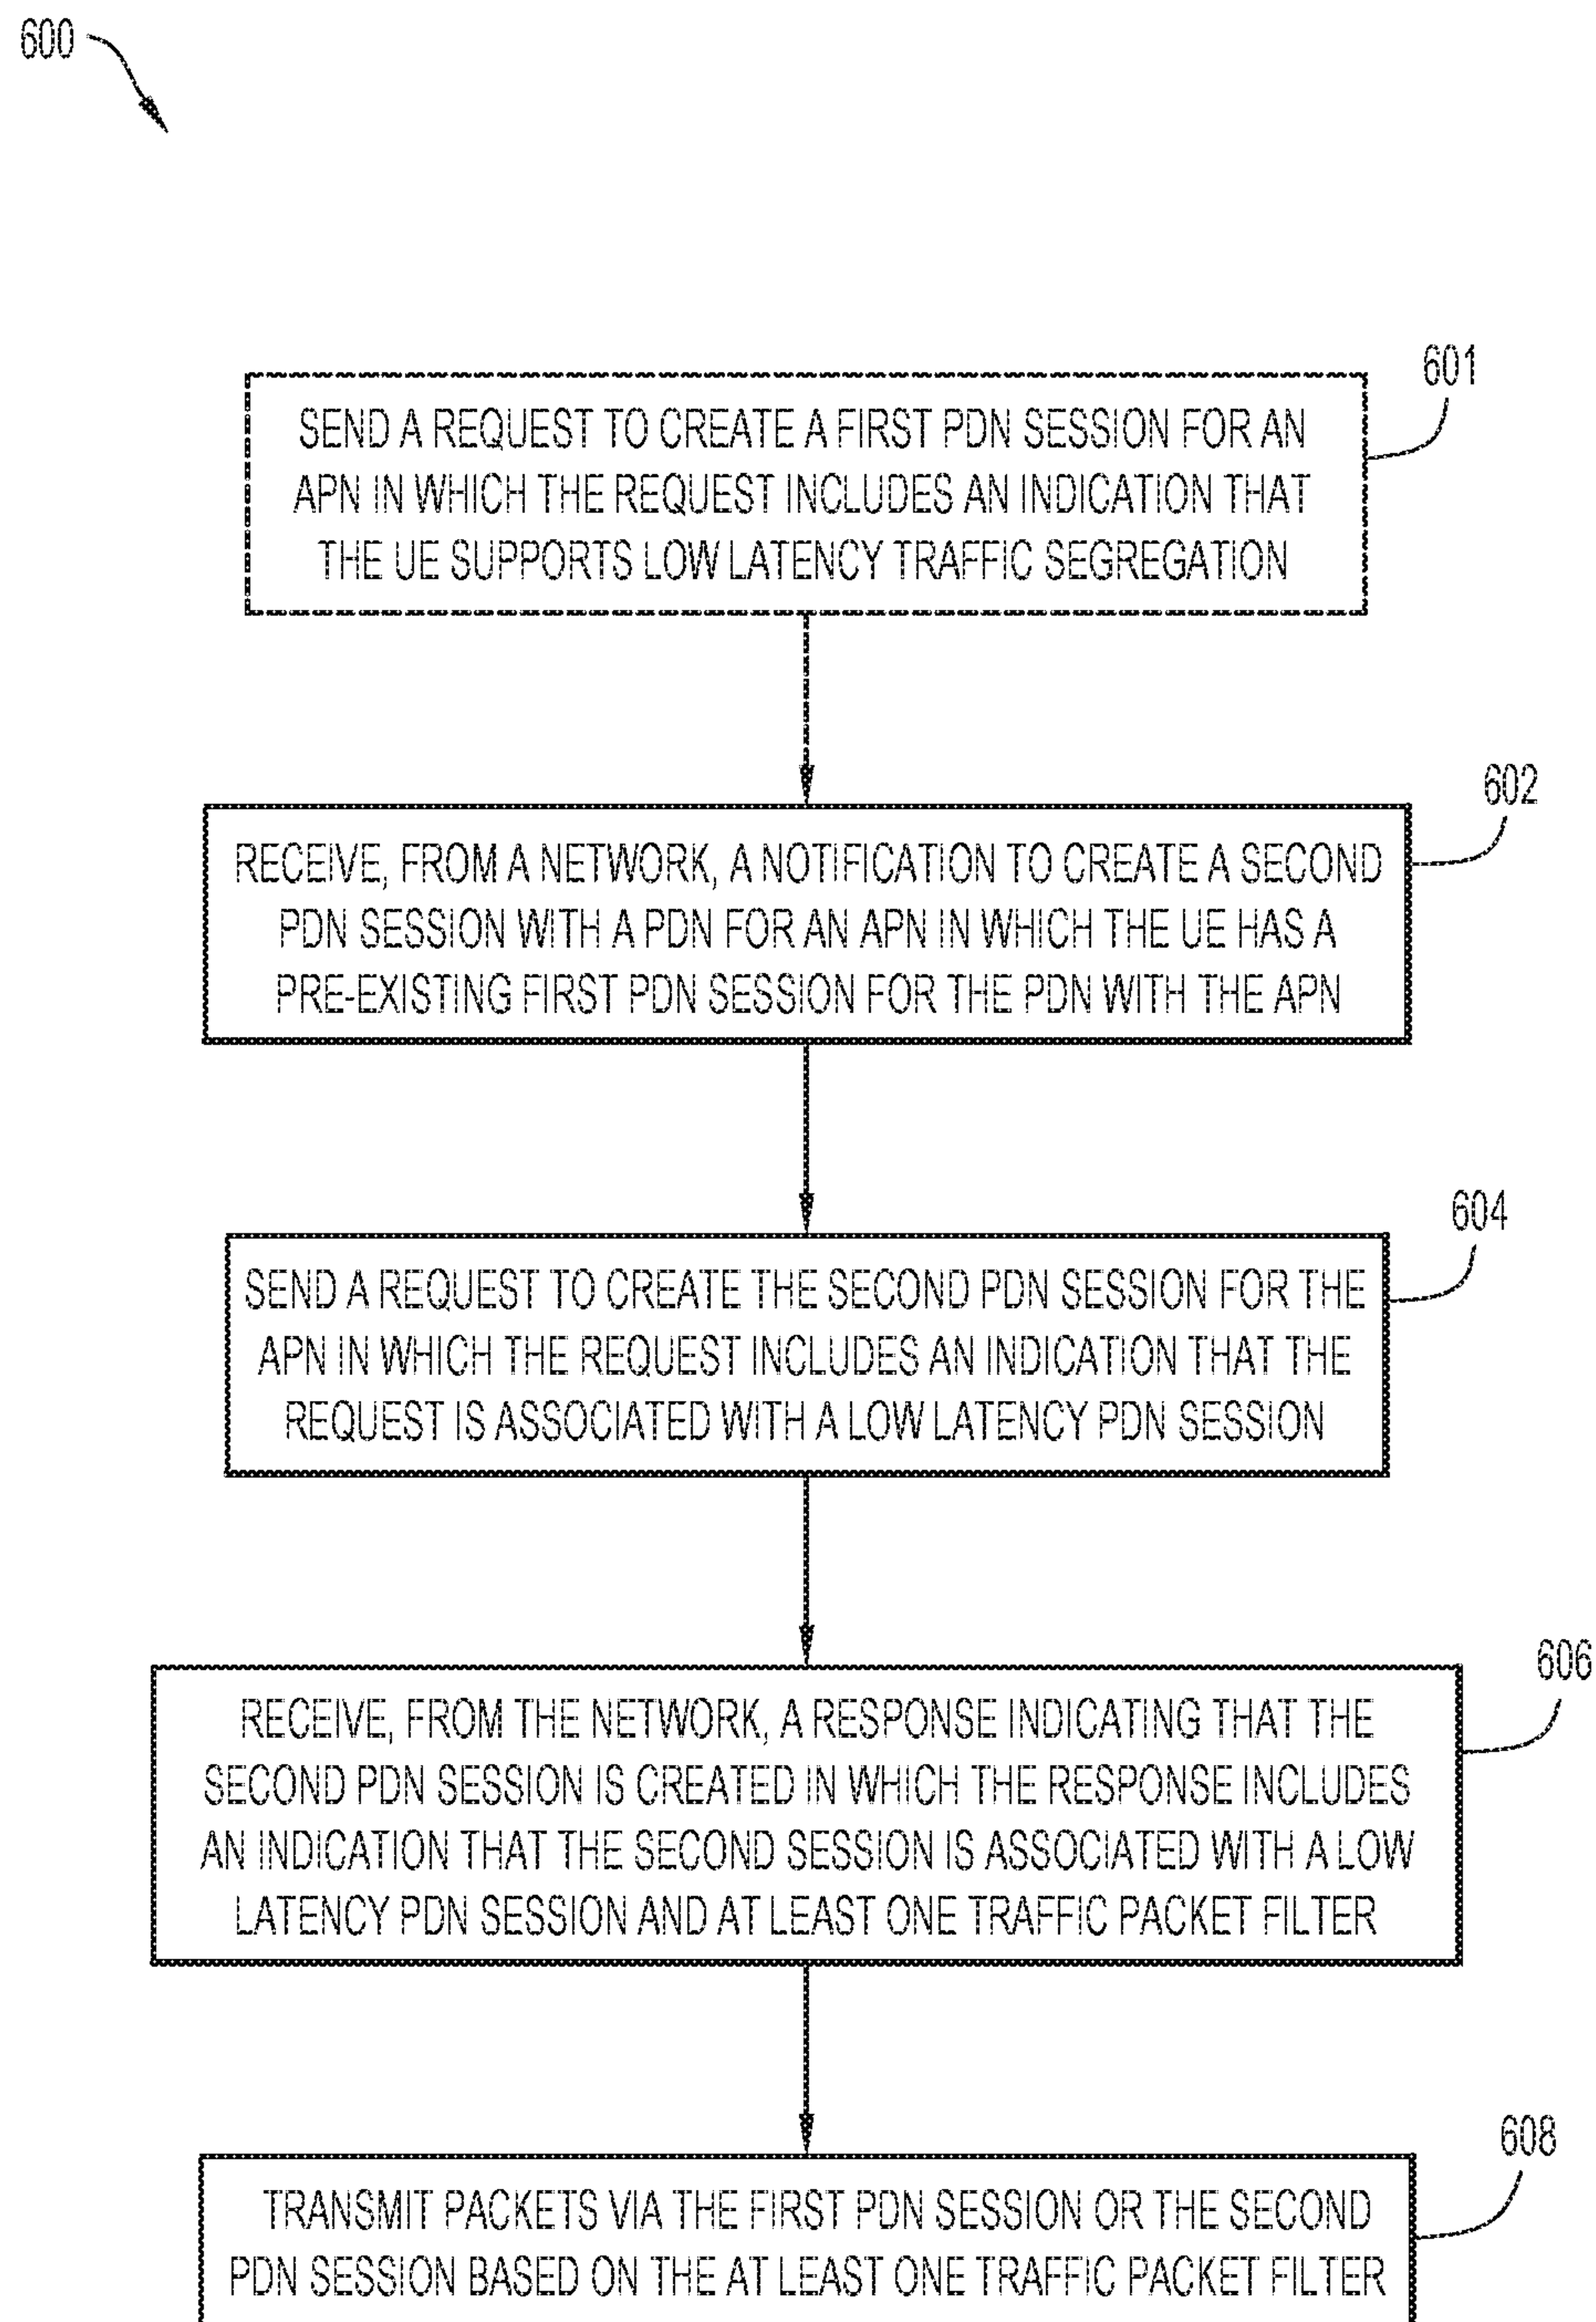 600
601
SEND A REQUEST TO CREATE A FIRST PDN SESSION FOR AN
APN IN WHICH THE REQUEST INCLUDES AN INDICATION THAT
THE UE SUPPORTS LOW LATENCY TRAFFIC SEGREGATION
602
RECEIVE, FROM A NETWORK, A NOTIFICATION TO CREATE A SECOND
PDN SESSION WITH A PDN FOR AN APN IN WHICH THE UE HAS A
PRE-EXISTING FIRST PDN SESSION FOR THE PDN WITH THE APN
604
SEND A REQUEST TO CREATE THE SECOND PDN SESSION FOR THE
APN IN WHICH THE REQUEST INCLUDES AN INDICATION THAT THE
REQUEST IS ASSOCIATED WITH A LOW LATENCY PDN SESSION
606
RECEIVE, FROM THE NETWORK, A RESPONSE INDICATING THAT THE
SECOND PDN SESSION IS CREATED IN WHICH THE RESPONSE INCLUDES
AN INDICATION THAT THE SECOND SESSION IS ASSOCIATED WITH A LOW
LATENCY PDN SESSION AND AT LEAST ONE TRAFFIC PACKET FILTER
608
TRANSMIT PACKETS VIA THE FIRST PDN SESSION OR THE SECOND
PDN SESSION BASED ON THE AT LEAST ONE TRAFFIC PACKET FILTER